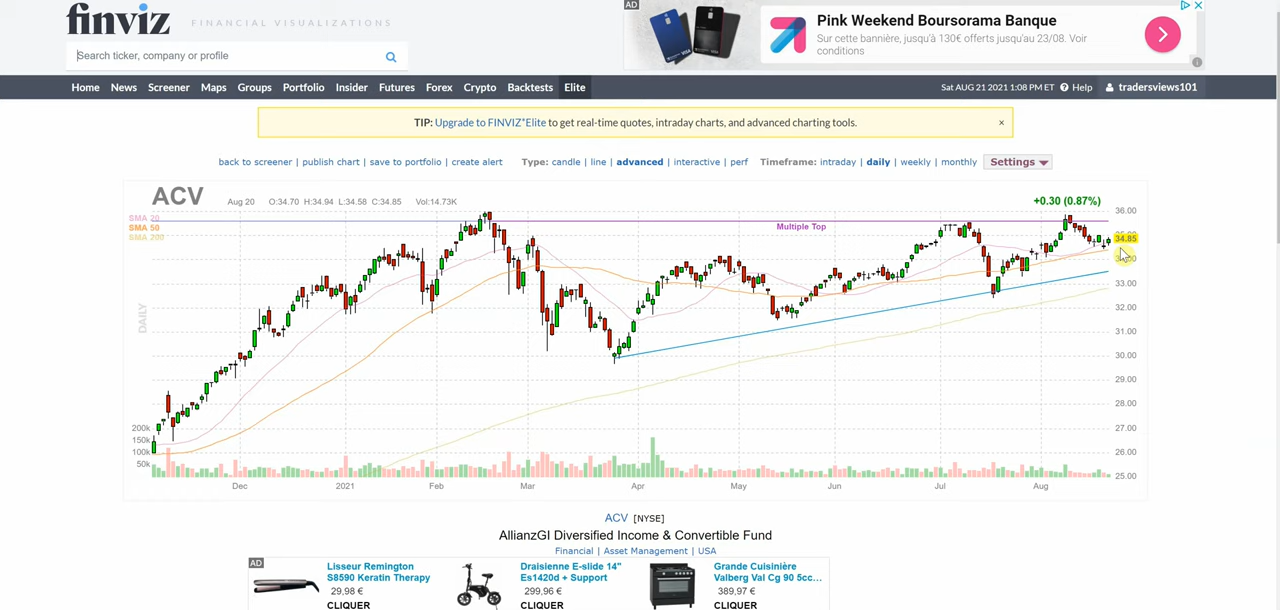 AD
finviz FINANCIAL VISUALIZATIONS
Pink Weekend Boursorama Banque
Sur cette bannière, jusqu'à 130€ offerts jusqu'au 23/08. Voir
conditions
Search ticker, company or profile
Home News Screener Maps Groups Portfolio Insider Futures Forex Crypto Backtests Elite Sat AUG 21 2021 1:08 PM ET Help tradersviews101
TIP: Upgrade to FINVIZ*Elite to get real-time quotes, intraday charts, and advanced charting tools. ×
back to screener | publish chart | save to portfolio | create alert Type: candle | line | advanced | interactive | perf Timeframe: intraday | daily | weekly | monthly Settings
ACV Aug 20 O:34.70 H:34.94 L:34.58 C:34.85 Vol:14.73K +0.30 (0.87%)
SMA 20
SMA 50
SMA 200
Multiple Top
36.00
34.85
33.00
32.00
31.00
30.00
29.00
28.00
27.00
26.00
25.00
DAILY
200k
150k
100k
50k
Dec 2021 Feb Mar Apr May Jun Jul Aug
ACV [NYSE]
AllianzGI Diversified Income & Convertible Fund
Financial | Asset Management | USA
AD
Lisseur Remington
S8590 Keratin Therapy
29,98 €
CLIQUER
Draisienne E-slide 14"
Es1420d + Support
299,96 €
CLIQUER
Grande Cuisinière
Valberg Val Cg 90 5cc...
389,97 €
CLIQUER